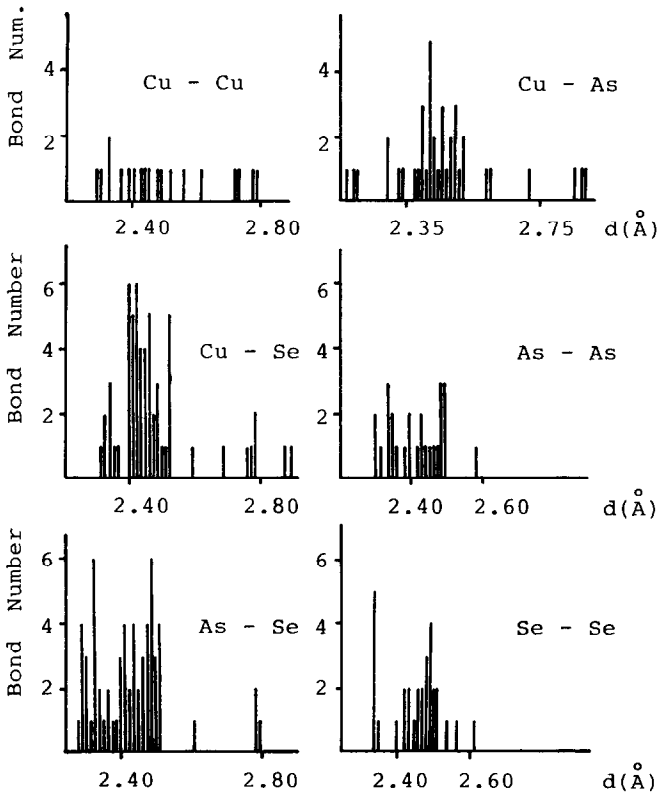 Bond Num.
4
2
Cu - Cu
2.40 2.80
4
2
Cu - As
2.35 2.75 d(Å)
Bond Number
6
4
2
Cu - Se
2.40 2.80
6
4
2
As - As
2.40 2.60 d(Å)
Bond Number
6
4
2
As - Se
2.40 2.80
6
4
2
Se - Se
2.40 2.60 d(Å)